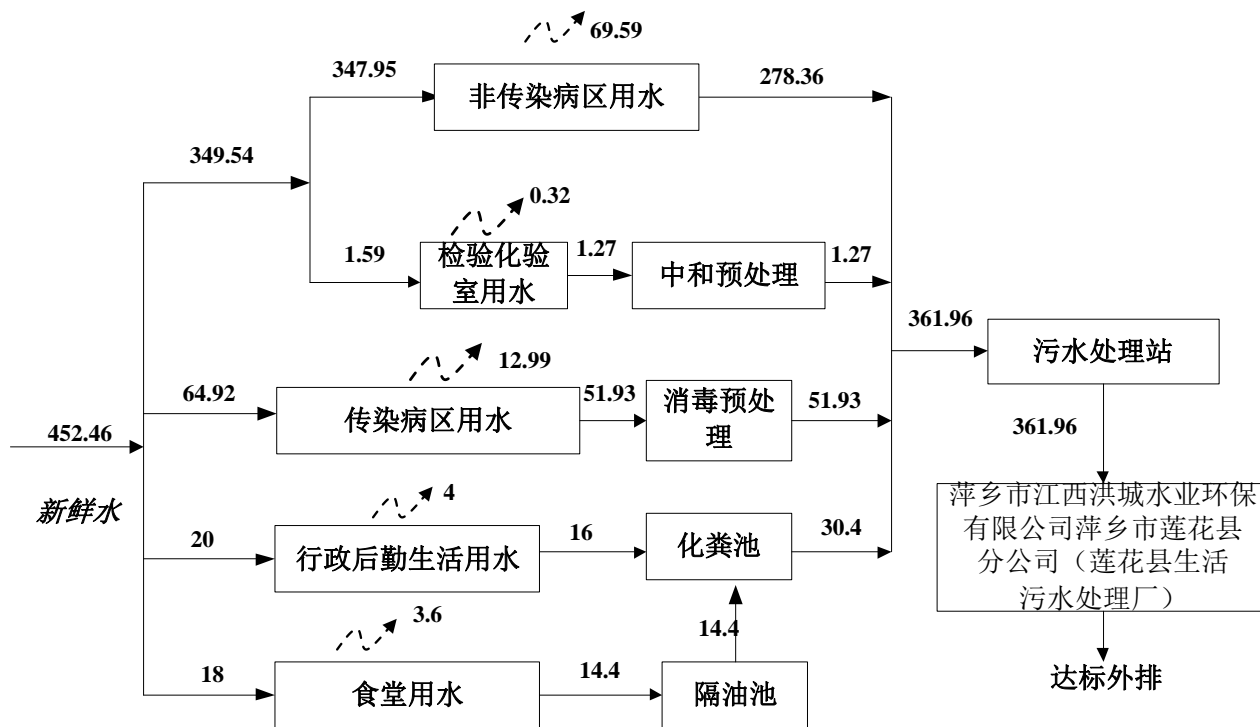 69.59
347.95
非传染病区用水
278.36
349.54
0.32
1.59
检验化验
室用水
1.27
中和预处理
1.27
361.96
污水处理站
12.99
64.92
传染病区用水
51.93
消毒预处
理
51.93
361.96
452.46
新鲜水
4
20
行政后勤生活用水
16
化粪池
30.4
萍乡市江西洪城水业环保
有限公司萍乡市莲花县
分公司（莲花县生活
污水处理厂）
3.6
14.4
18
食堂用水
14.4
隔油池
达标外排